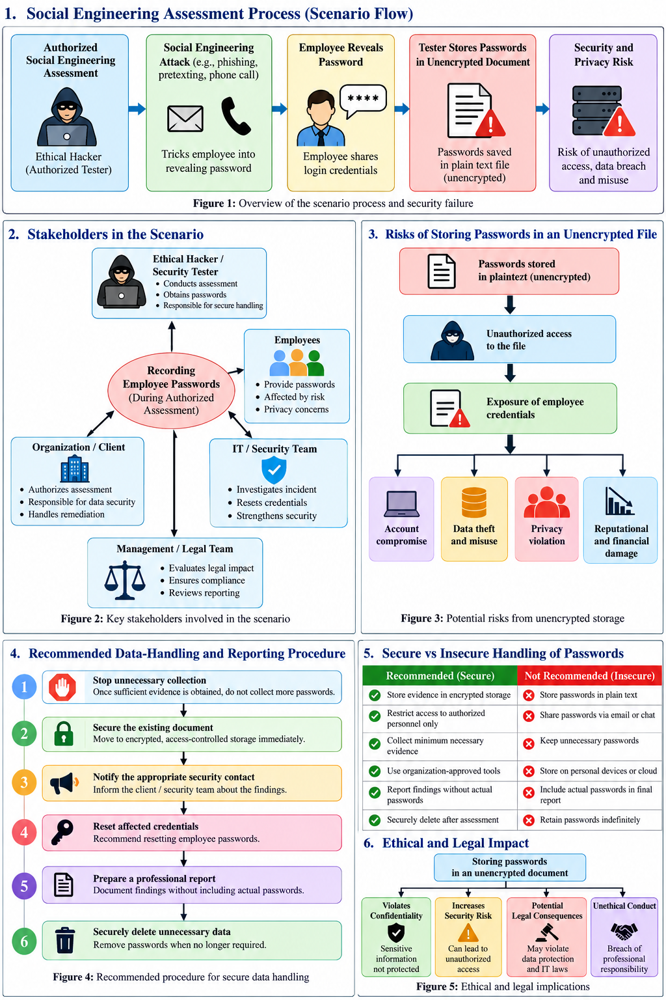 1. Social Engineering Assessment Process (Scenario Flow)
Authorized
Social Engineering
Assessment
Ethical Hacker
(Authorized Tester)
Social Engineering
Attack (e.g., phishing,
pretexting, phone call)
Tricks employee into
revealing password
Employee Reveals
Password
****
Employee shares
login credentials
Tester Stores Passwords
in Unencrypted Document
Passwords saved
in plain text file
(unencrypted)
Security and
Privacy Risk
Risk of unauthorized
access, data breach
and misuse
Figure 1: Overview of the scenario process and security failure
2. Stakeholders in the Scenario
Ethical Hacker /
Security Tester
• Conducts assessment
• Obtains passwords
• Responsible for secure handling
Employees
• Provide passwords
• Affected by risk
• Privacy concerns
Recording
Employee Passwords
(During Authorized
Assessment)
Organization / Client
• Authorizes assessment
• Responsible for data security
• Handles remediation
IT / Security Team
• Investigates incident
• Resess credentials
• Strengthens security
Management / Legal Team
• Evaluates legal impact
• Ensures compliance
• Reviews reporting
Figure 2: Key stakeholders involved in the scenario
3. Risks of Storing Passwords in an Unencrypted File
Passwords stored
in plaintezt (unencrypted)
Unauthorized access
to the file
Exposure of employee
credentials
Account
compromise
Data theft
and misuse
Privacy
violation
Reputational
and financial
damage
Figure 3: Potential risks from unencrypted storage
4. Recommended Data-Handling and Reporting Procedure
1
Stop unnecessary collection
Once sufficient evidence is obtained, do not collect more passwords.
2
Secure the existing document
Move to encrypted, access-controlled storage immediately.
3
Notify the appropriate security contact
Inform the client / security team about the findings.
4
Reset affected credentials
Recommend resetting employee passwords.
5
Prepare a professional report
Document findings without including actual passwords.
6
Securely delete unnecessary data
Remove passwords when no longer required.
Figure 4: Recommended procedure for secure data handling
5. Secure vs Insecure Handling of Passwords
Recommended (Secure) Not Recommended (Insecure)
Store evidence in encrypted storage
Store passwords in plain text
Restrict access to authorized
personnel only
Share passwords via email or chat
Collect minimum necessary
evidence
Keep unnecessary passwords
Use organization-approved tools
Store on personal devices or cloud
Report findings without actual
passwords
Include actual passwords in final
report
Securely delete after assessment
Retain passwords indefinitely
6. Ethical and Legal Impact
Storing passwords
in an unencrypted document
Violates
Confidentiality
Sensitive
information
not protected
Increases
Security Risk
Can lead to
unauthorized
access
Potential
Legal Consequences
May violate
data protection
and IT laws
Unethical Conduct
Breach of
professional
responsibility
Figure 5: Ethical and legal implications